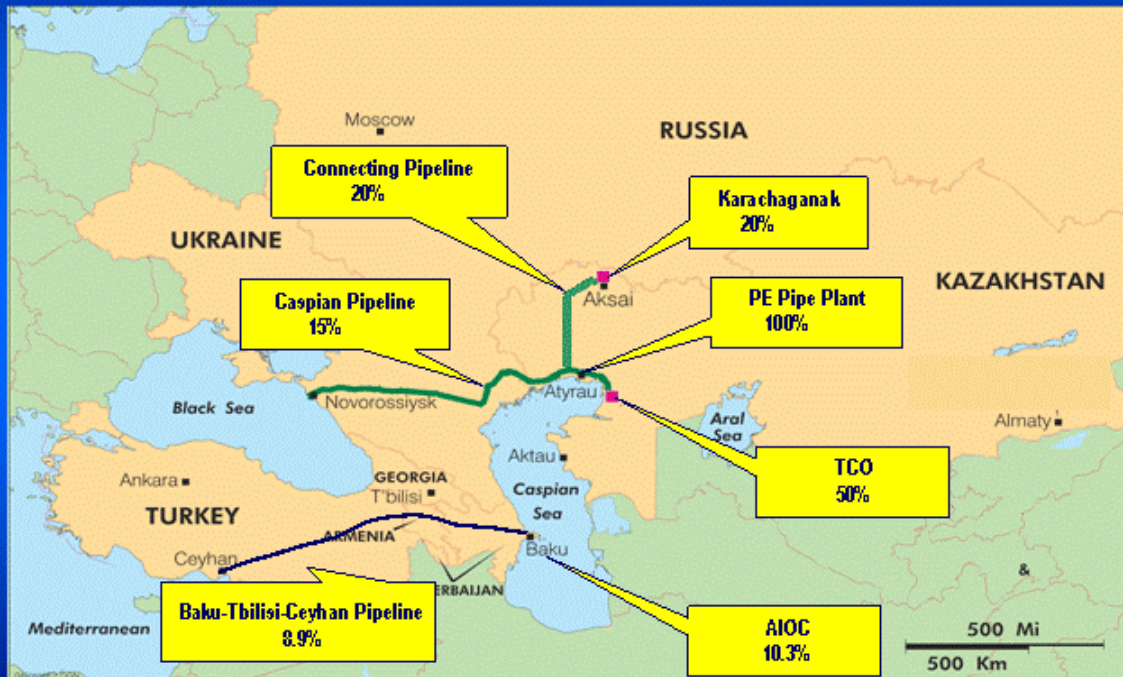 Moscow
RUSSIA
Connecting Pipeline
20%
Karachaganak
20%
UKRAINE
KAZAKHSTAN
Aksai
Caspian Pipeline
15%
PE Pipe Plant
100%
Atyrau
Novorossiysk
Black Sea
Aral
Sea
Almaty
Aktau
TCO
50%
Ankara
GEORGIA
T'bilisi
Caspian
Sea
TURKEY
ARMENIA
Baku
Ceyhan
&
ERBAIJAN
Baku-Tbilisi-Ceyhan Pipeline
8.9%
AIOC
10.3%
Mediterranean
500 Mi
500 Km